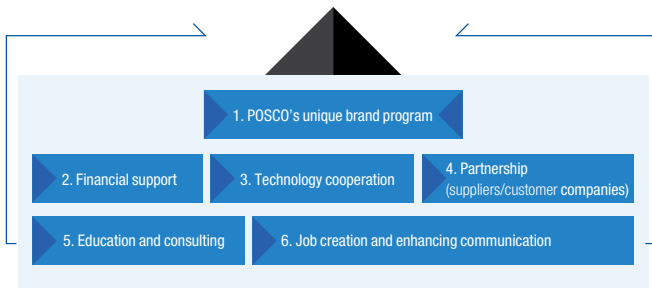 1. POSCO's unique brand program
2. Financial support
3. Technology cooperation
4. Partnership
(suppliers/customer companies)
5. Education and consulting
6. Job creation and enhancing communication